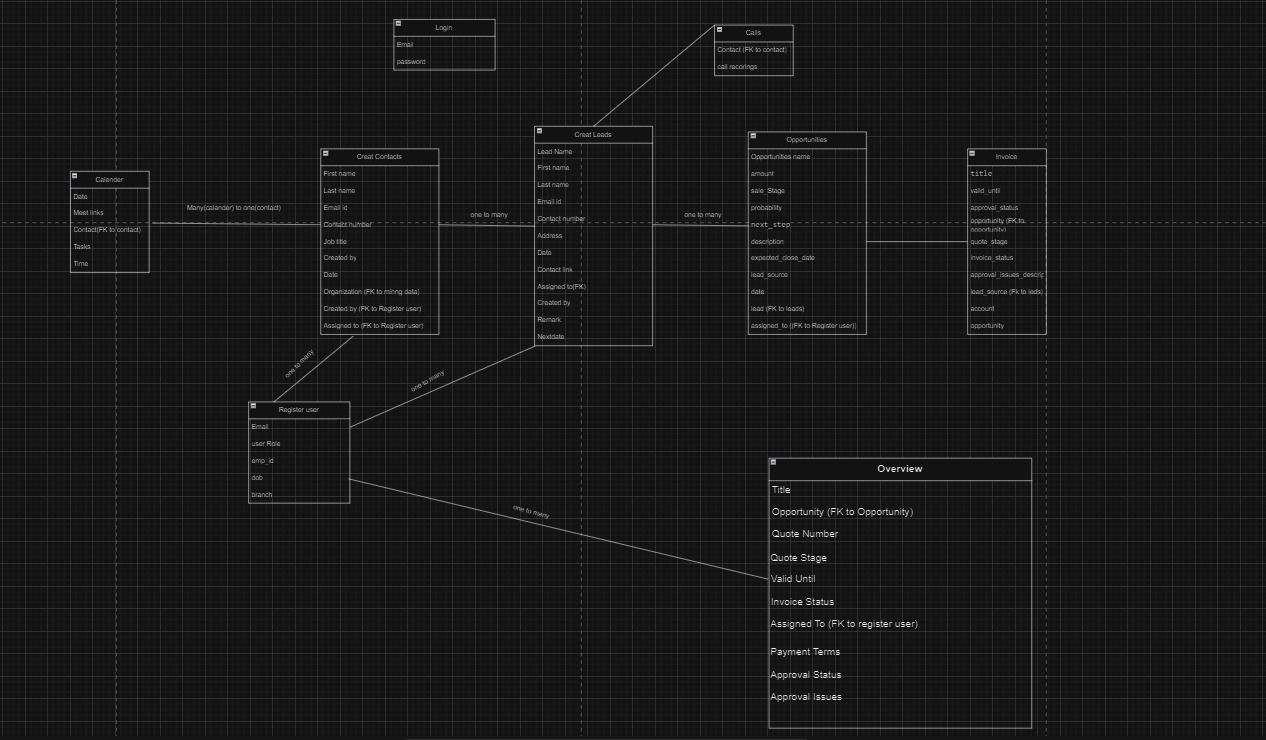 Login
Email
password
Calls
Contact (FK to contact)
call recorings
Calender
Date
Meet links
Contact(FK to contact)
Tasks
Time
Many(calander) to one(contact)
Creat Contacts
First name
Last name
Email id
Contact number
Job title
Created by
Date
Organization (FK to minng data)
Created by (FK to Register user)
Assigned to (FK to Register user)
one to many
Creat Leads
Lead Name
First name
Last name
Email id
Contact number
Address
Date
Contact link
Assigned to(FK)
Created by
Remark
Nextdate
one to many
Opportunities
Opportunities name
amount
sale_Stage
probability
next_step
description
expected_close_date
lead_source
date
lead (FK to leads)
assigned_to ((FK to Register user))
Invoice
title
valid_until
approval_status
opportunity (FK to
opportunity)
quote_stage
invoice_status
approval_issues_descrip
lead_source (Fk to leds)
account
opportunity
one to many
one to many
Register user
Email
user Role
emp_id
dob
branch
one to many
Overview
Title
Opportunity (FK to Opportunity)
Quote Number
Quote Stage
Valid Until
Invoice Status
Assigned To (FK to register user)
Payment Terms
Approval Status
Approval Issues